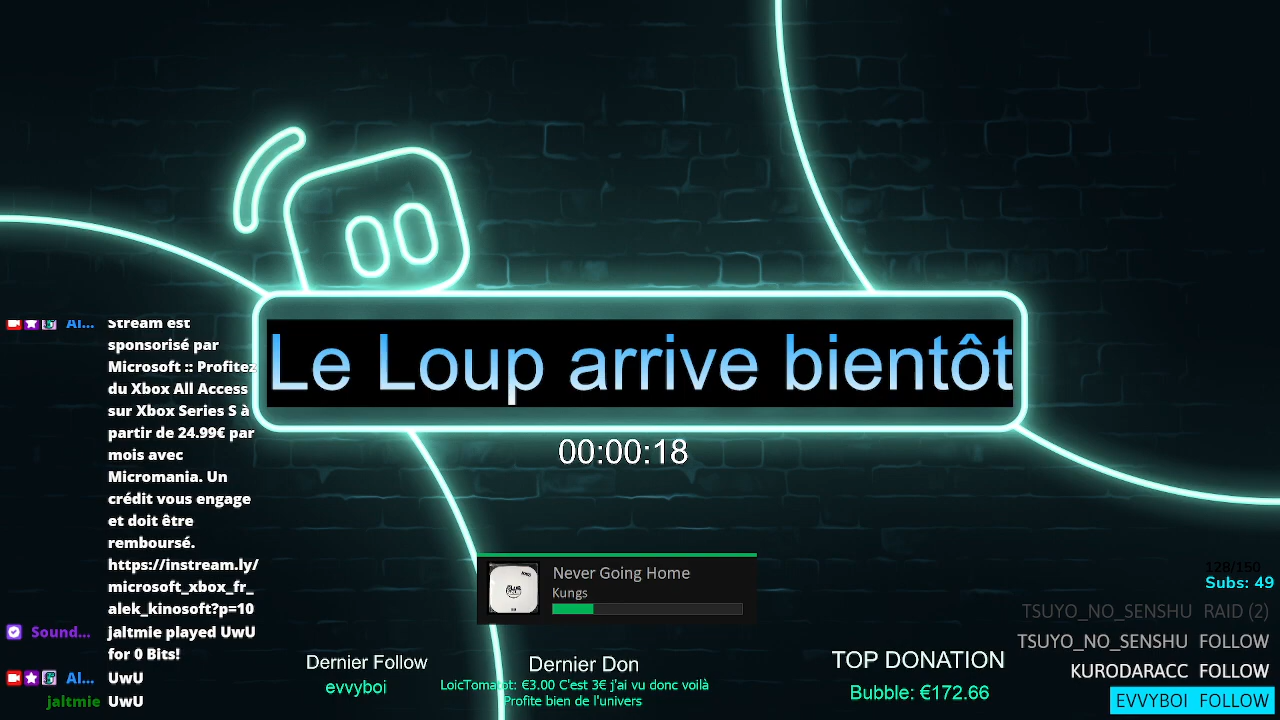 Le Loup arrive bientôt
00:00:18
Al... Stream est
sponsorisé par
Microsoft :: Profitez
du Xbox All Access
sur Xbox Series S à
partir de 24.99€ par
mois avec
Micromania. Un
crédit vous engage
et doit être
remboursé.
https://instream.ly/
microsoft_xbox_fr_
alek_kinosoft?p=10
Sound... jaltmie played UwU
for 0 Bits!
Al... UwU
jaltmie UwU
Never Going Home
Kungs
Dernier Follow
evvyboi
Dernier Don
LoicTomatot: €3.00 C'est 3€ j'ai vu donc voilà
Profite bien de l'univers
TOP DONATION
Bubble: €172.66
128/150
Subs: 49
TSUYO_NO_SENSHU RAID (2)
TSUYO_NO_SENSHU FOLLOW
KURODARACC FOLLOW
EVVYBOI FOLLOW